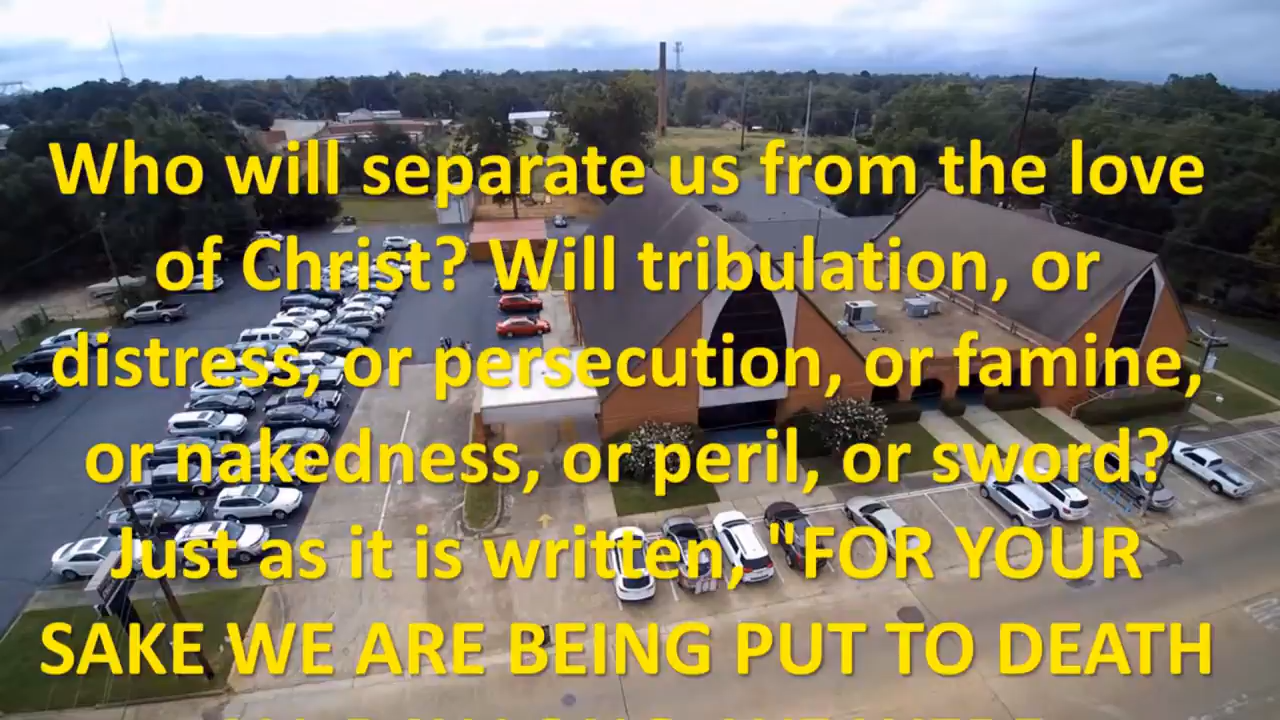 Who will separate us from the love
of Christ? Will tribulation, or
distress, or persecution, or famine,
or nakedness, or peril, or sword?
Just as it is written, "FOR YOUR
SAKE WE ARE BEING PUT TO DEATH